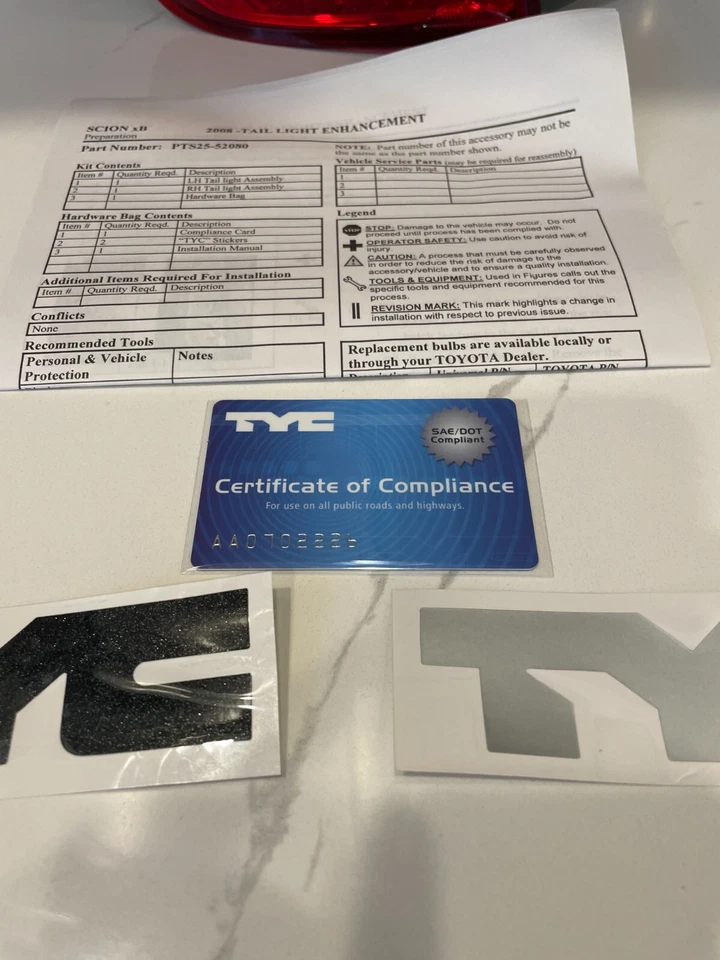 SCION xB
2008 - TAIL LIGHT ENHANCEMENT
Preparation
Part Number: PTS25-52080
NOTE: Part number of this accessory may not be
the same as the part number shown.
Kit Contents
Item # Quantity Reqd. Description
1 1 LH Tail light Assembly
2 1 RH Tail light Assembly
3 1 Hardware Bag
Vehicle Service Parts (may be required for reassembly)
Item # Quantity Reqd. Description
1
2
3
Hardware Bag Contents
Item # Quantity Reqd. Description
1 1 Compliance Card
2 2 "TYC" Stickers
3 1 Installation Manual
Additional Items Required For Installation
Item # Quantity Reqd. Description
Conflicts
None
Recommended Tools
Personal & Vehicle Notes
Protection
Legend
STOP
STOP: Damage to the vehicle may occur. Do not
proceed until process has been complied with.
OPERATOR SAFETY: Use caution to avoid risk of
injury.
CAUTION: A process that must be carefully observed
in order to reduce the risk of damage to the
accessory/vehicle and to ensure a quality installation.
TOOLS & EQUIPMENT: Used in Figures calls out the
specific tools and equipment recommended for this
process.
REVISION MARK: This mark highlights a change in
installation with respect to previous issue.
Replacement bulbs are available locally or
through your TOYOTA Dealer.
Description Universal P/N TOYOTA P/N
TYC
SAE/DOT
Compliant
Certificate of Compliance
For use on all public roads and highways.
AA0702226
YC
TY